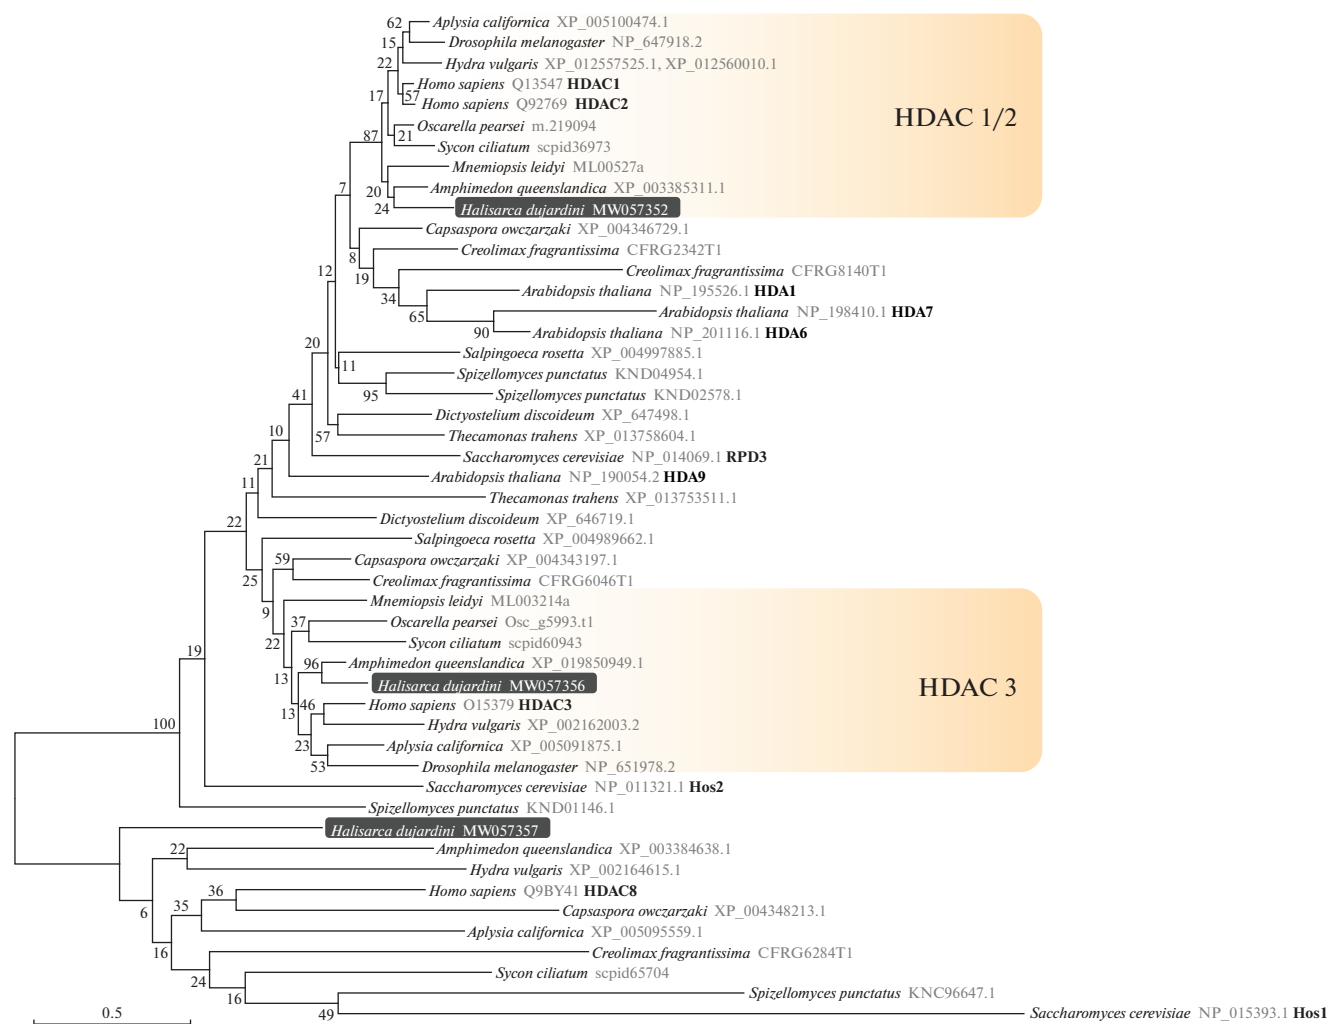 62 Aplysia californica XP_005100474.1
15 Drosophila melanogaster NP_647918.2
22 Hydra vulgaris XP_012557525.1, XP_012560010.1
Homo sapiens Q13547 HDAC1
17 57 Homo sapiens Q92769 HDAC2
HDAC 1/2
Oscarella pearsei m.219094
87 21 Sycon ciliatum scpid36973
Mnemiopsis leidyi ML00527a
7 20 Amphimedon queenslandica XP_003385311.1
24 Halisarca dujardini MW057352
Capsaspora owczarzaki XP_004346729.1
8 Creolimax fragrantissima CFRG2342T1
12 19 Creolimax fragrantissima CFRG8140T1
34 Arabidopsis thaliana NP_195526.1 HDA1
65 Arabidopsis thaliana NP_198410.1 HDA7
90 Arabidopsis thaliana NP_201116.1 HDA6
20 Salpingoeca rosetta XP_004997885.1
11 Spizellomyces punctatus KND04954.1
41 95 Spizellomyces punctatus KND02578.1
Dictyostelium discoideum XP_647498.1
10 57 Thecamonas trahens XP_013758604.1
21 Saccharomyces cerevisiae NP_014069.1 RPD3
Arabidopsis thaliana NP_190054.2 HDA9
11 Thecamonas trahens XP_013753511.1
22 Dictyostelium discoideum XP_646719.1
Salpingoeca rosetta XP_004989662.1
59 Capsaspora owczarzaki XP_004343197.1
25 Creolimax fragrantissima CFRG6046T1
9 Mnemiopsis leidyi ML003214a
37 Oscarella pearsei Osc_g5993.t1
22 Sycon ciliatum scpid60943
19 96 Amphimedon queenslandica XP_019850949.1
13 Halisarca dujardini MW057356
HDAC 3
46 Homo sapiens O15379 HDAC3
13 Hydra vulgaris XP_002162003.2
100 23 Aplysia californica XP_005091875.1
53 Drosophila melanogaster NP_651978.2
Saccharomyces cerevisiae NP_011321.1 Hos2
Spizellomyces punctatus KND01146.1
Halisarca dujardini MW057357
22 Amphimedon queenslandica XP_003384638.1
Hydra vulgaris XP_002164615.1
36 Homo sapiens Q9BY41 HDAC8
6 35 Capsaspora owczarzaki XP_004348213.1
Aplysia californica XP_005095559.1
16 Creolimax fragrantissima CFRG6284T1
24 Sycon ciliatum scpid65704
16 Spizellomyces punctatus KNC96647.1
0.5 49 Saccharomyces cerevisiae NP_015393.1 Hos1